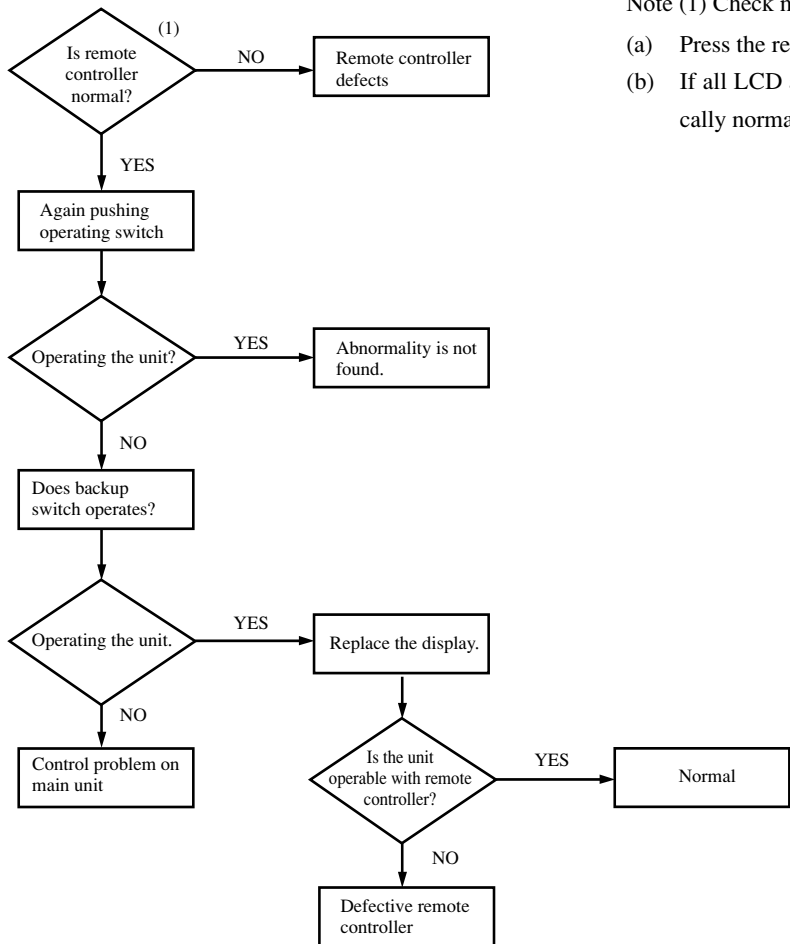 Note (1) Check m
(1)
Is remote
controller
normal?
NO
Remote controller
defects
(a) Press the re
(b) If all LCD
cally norma
YES
Again pushing
operating switch
Operating the unit?
YES
Abnormality is not
found.
NO
Does backup
switch operates?
Operating the unit.
YES
Replace the display.
NO
Control problem on
main unit
Is the unit
operable with remote
controller?
YES
Normal
NO
Defective remote
controller